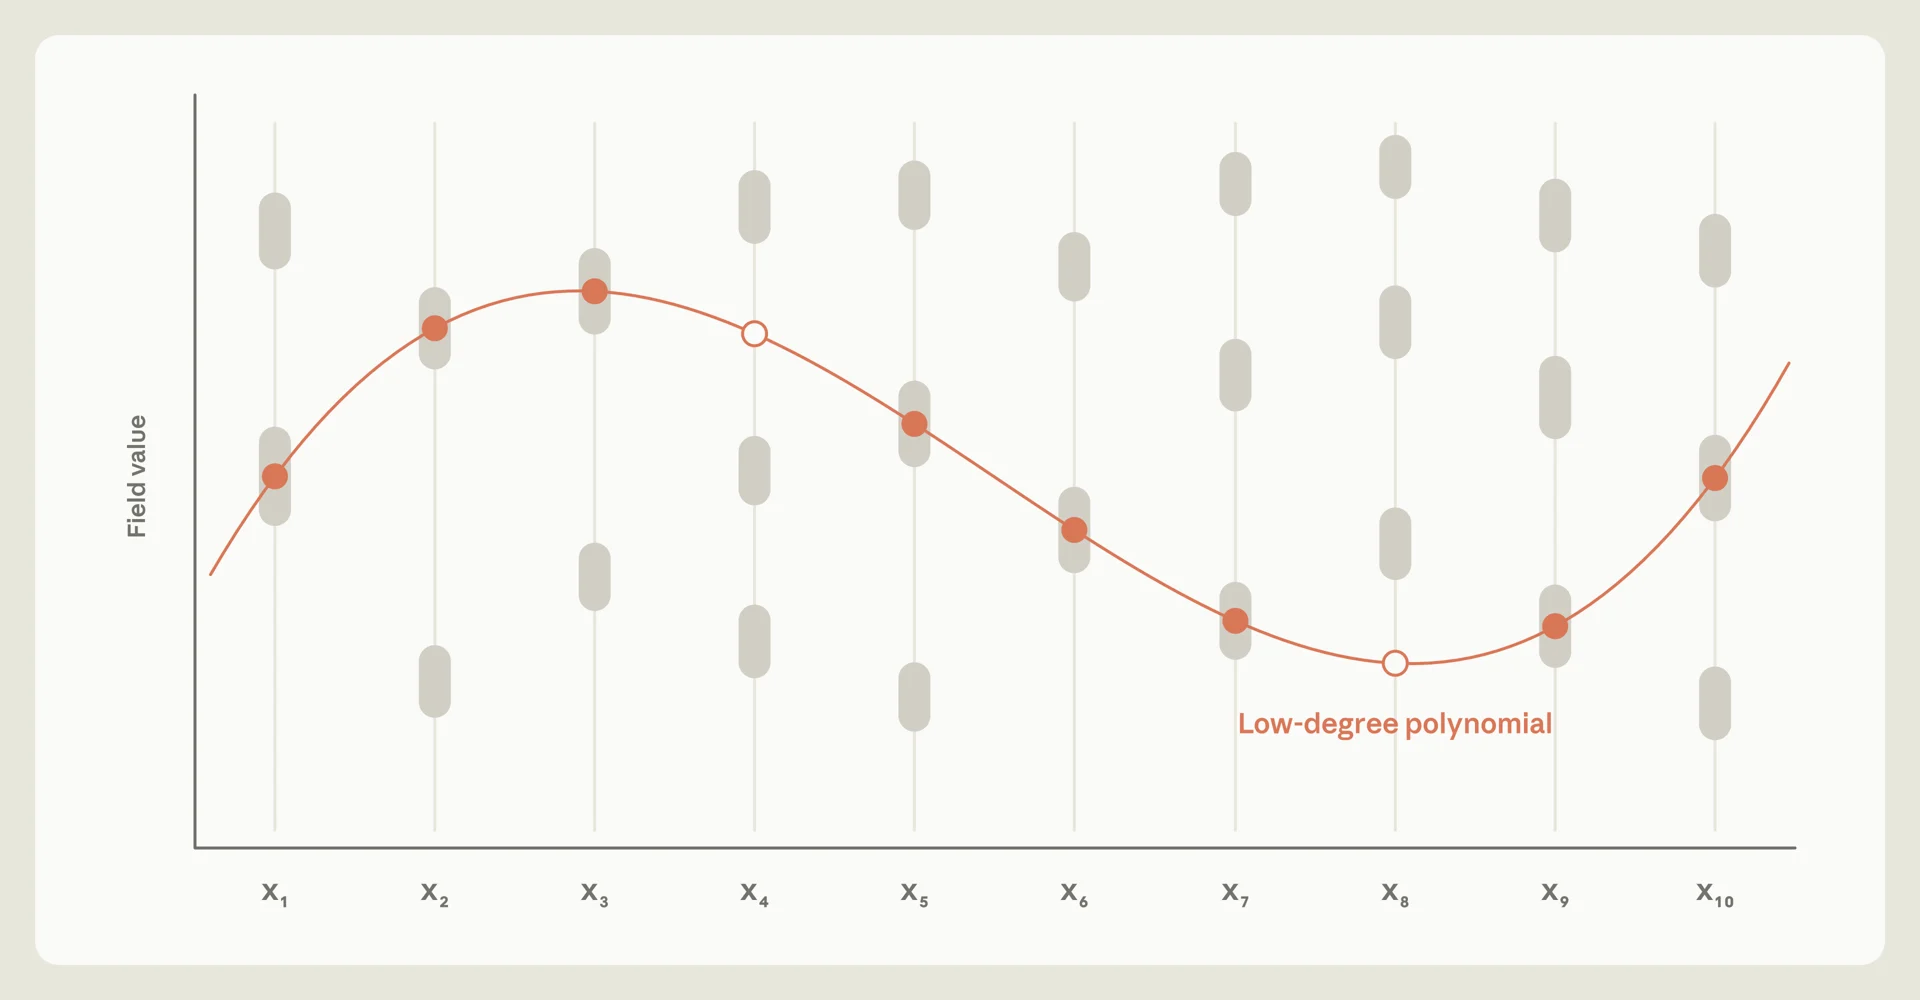 Field value
Low-degree polynomial
x₁ x₂ x₃ x₄ x₅ x₆ x₇ x₈ x₉ x₁₀